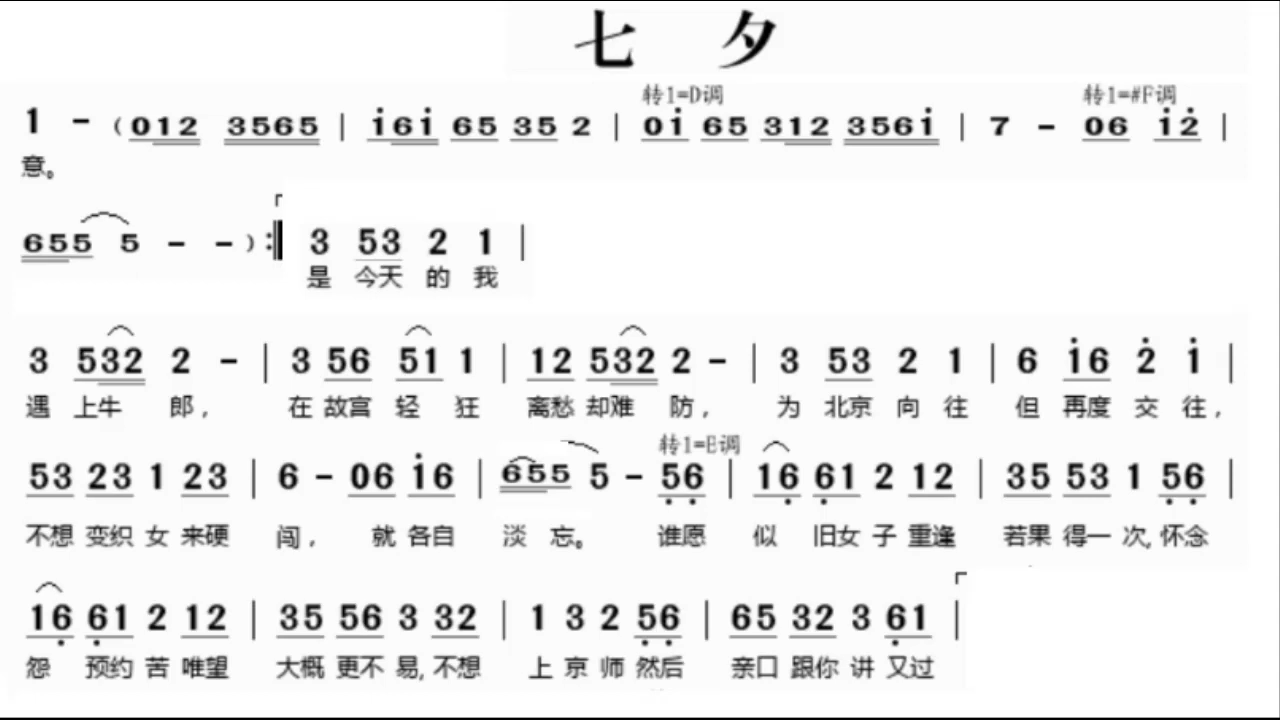 七 夕
转1=D调 转1=#F调
1 - (012 3565 | i6i 65 35 2 | 0i 65 312 356i | 7 - 06 i2 |
意。
655 5 - - ) :‖ 3 53 2 1 |
是 今天 的 我
3 532 2 - | 3 56 51 1 | 12 532 2 - | 3 53 2 1 | 6 i6 2 i |
遇 上牛 郎, 在 故宫 轻 狂 离愁 却难 防, 为 北京 向 往 但 再度 交 往,
转1=E调
53 23 1 23 | 6 - 06 i6 | 655 5 - 56 | 16 61 2 12 | 35 53 1 56 |
不想 变织 女 来硬 闯, 就 各自 淡 忘。 谁愿 似 旧女 子 重逢 若果 得一 次, 怀念
16 61 2 12 | 35 56 3 32 | 1 3 2 56 | 65 32 3 61 |
怨 预约 苦 唯望 大概 更不 易, 不想 上 京 师 然后 亲口 跟你 讲 又过